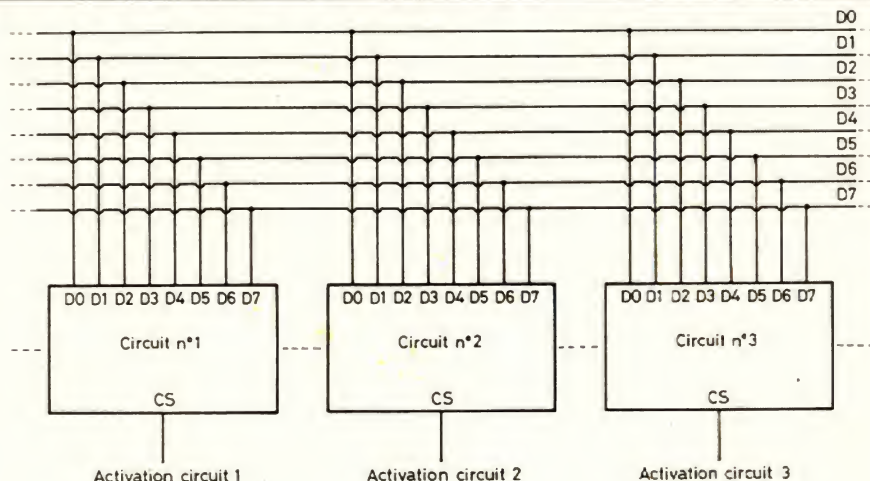 D0
D1
D2
D3
D4
D5
D6
D7
D0 D1 D2 D3 D4 D5 D6 D7
D0 D1 D2 D3 D4 D5 D6 D7
D0 D1 D2 D3 D4 D5 D6 D7
Circuit n°1
Circuit n°2
Circuit n°3
CS
CS
CS
Activation circuit 1
Activation circuit 2
Activation circuit 3